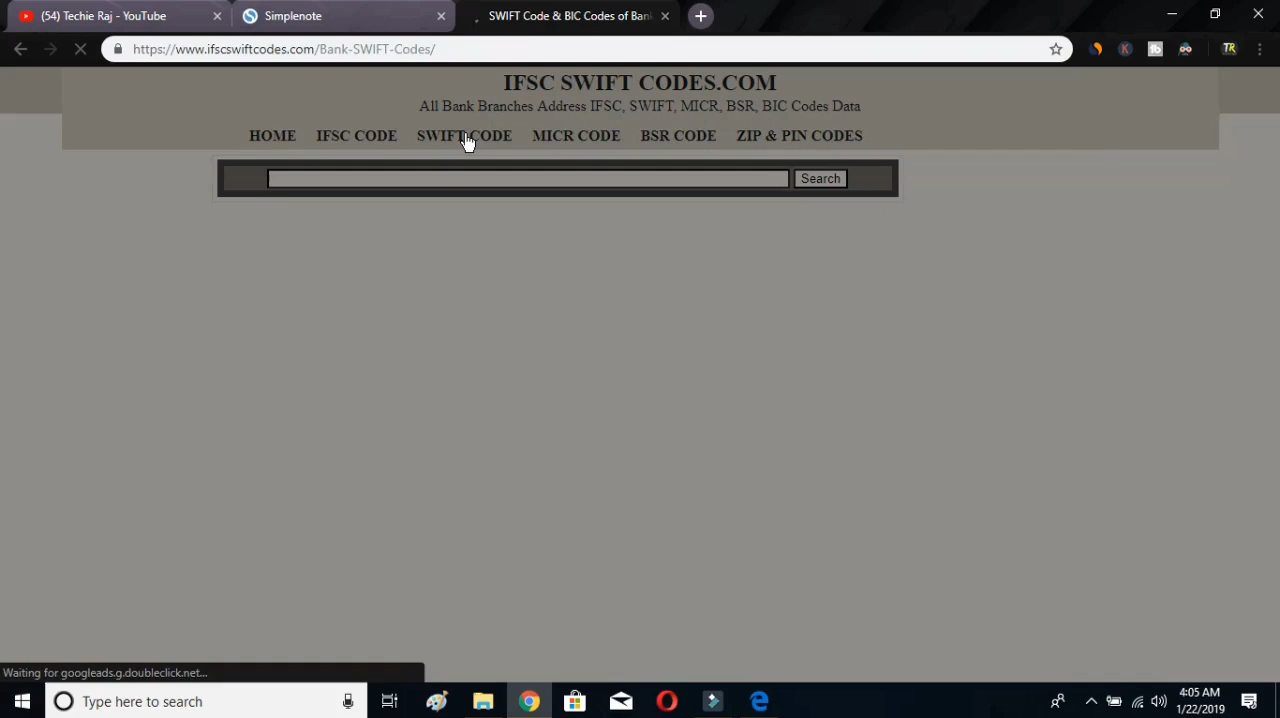 (54) Techie Raj - YouTube
Simplenote
SWIFT Code & BIC Codes of Ban
https://www.ifscswiftcodes.com/Bank-SWIFT-Codes/
IFSC SWIFT CODES.COM
All Bank Branches Address IFSC, SWIFT, MICR, BSR, BIC Codes Data
HOME IFSC CODE SWIFT CODE MICR CODE BSR CODE ZIP & PIN CODES
Search
Waiting for googleads.g.doubleclick.net...
Type here to search
4:05 AM
1/22/2019